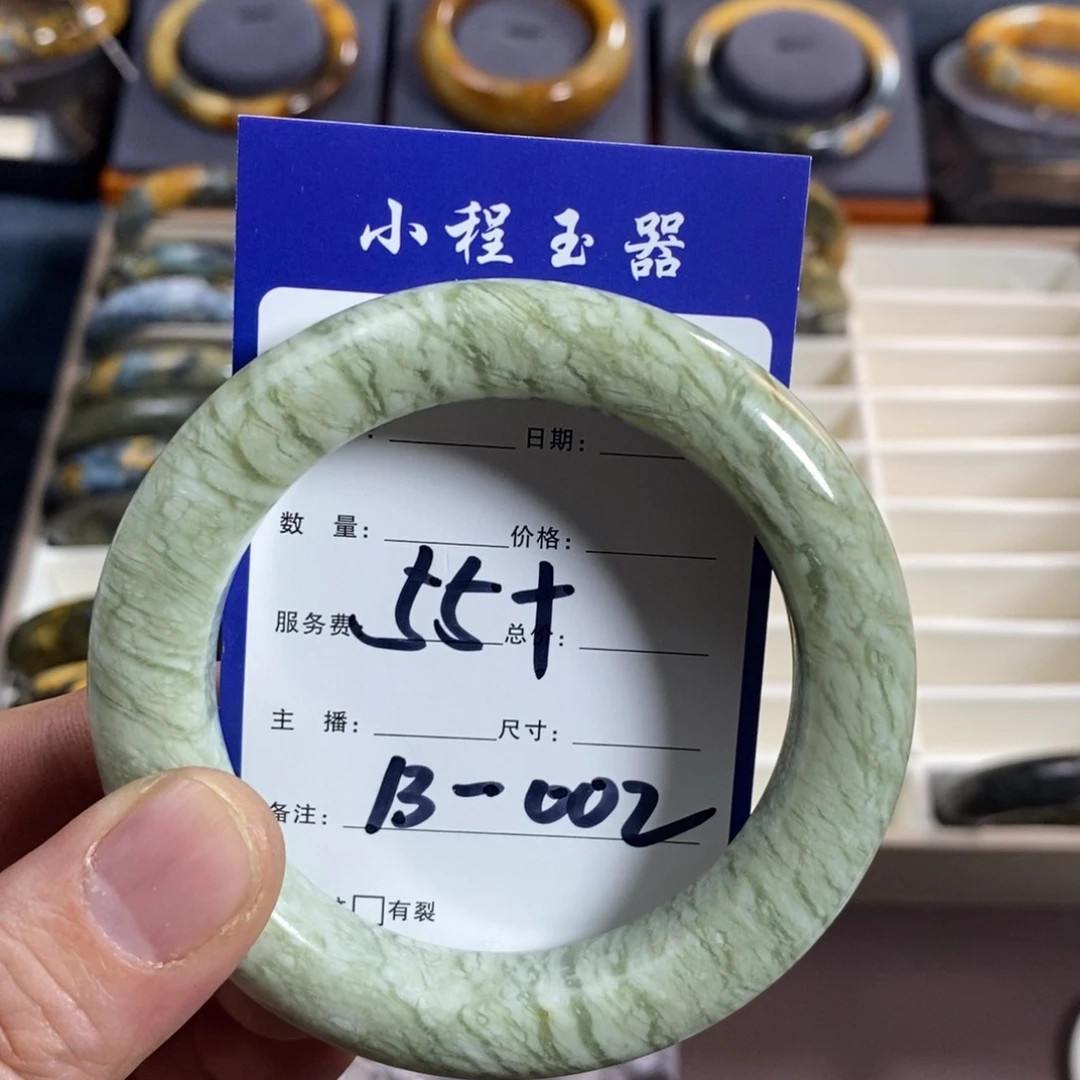 小程玉器
日期：
数 量： 价格：
55+
服务费 总价：
主 播： 尺寸：
备注： B-002
有裂